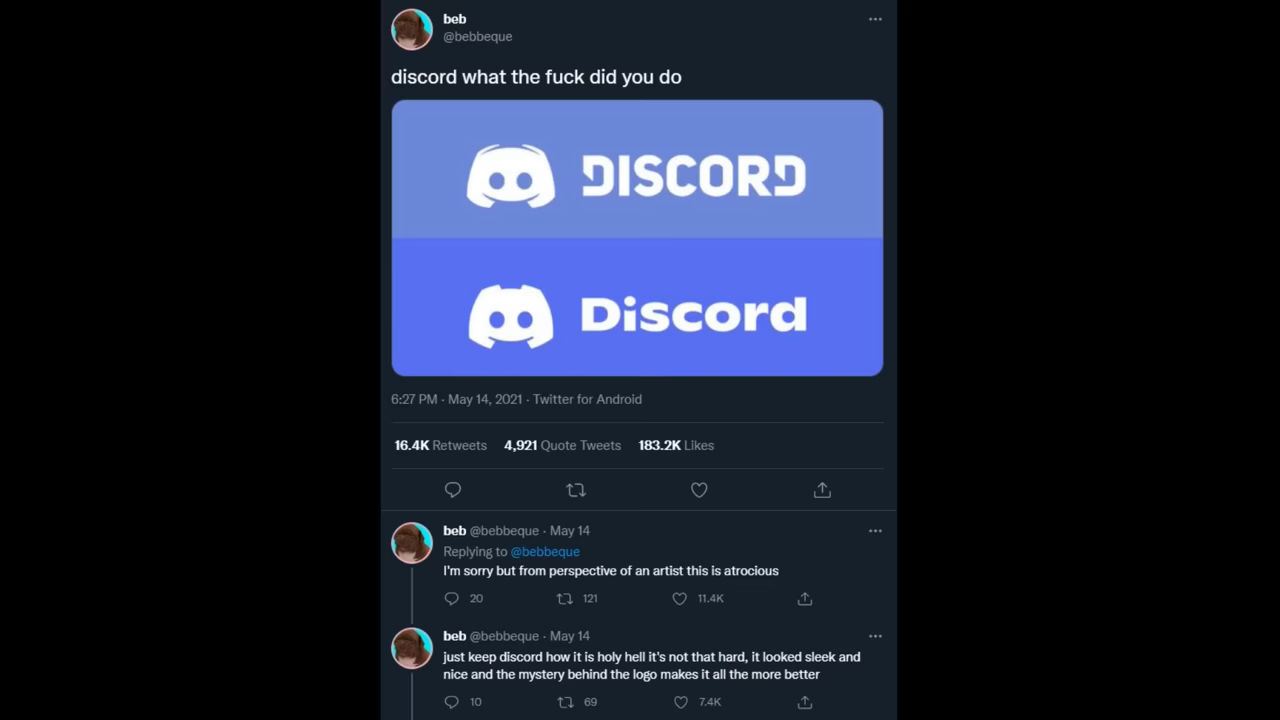 beb
@bebbeque
discord what the fuck did you do
DISCORD
Discord
6:27 PM · May 14, 2021 · Twitter for Android
16.4K Retweets 4,921 Quote Tweets 183.2K Likes
beb @bebbeque · May 14
Replying to @bebbeque
I'm sorry but from perspective of an artist this is atrocious
20 121 11.4K
beb @bebbeque · May 14
just keep discord how it is holy hell it's not that hard, it looked sleek and
nice and the mystery behind the logo makes it all the more better
10 69 7.4K